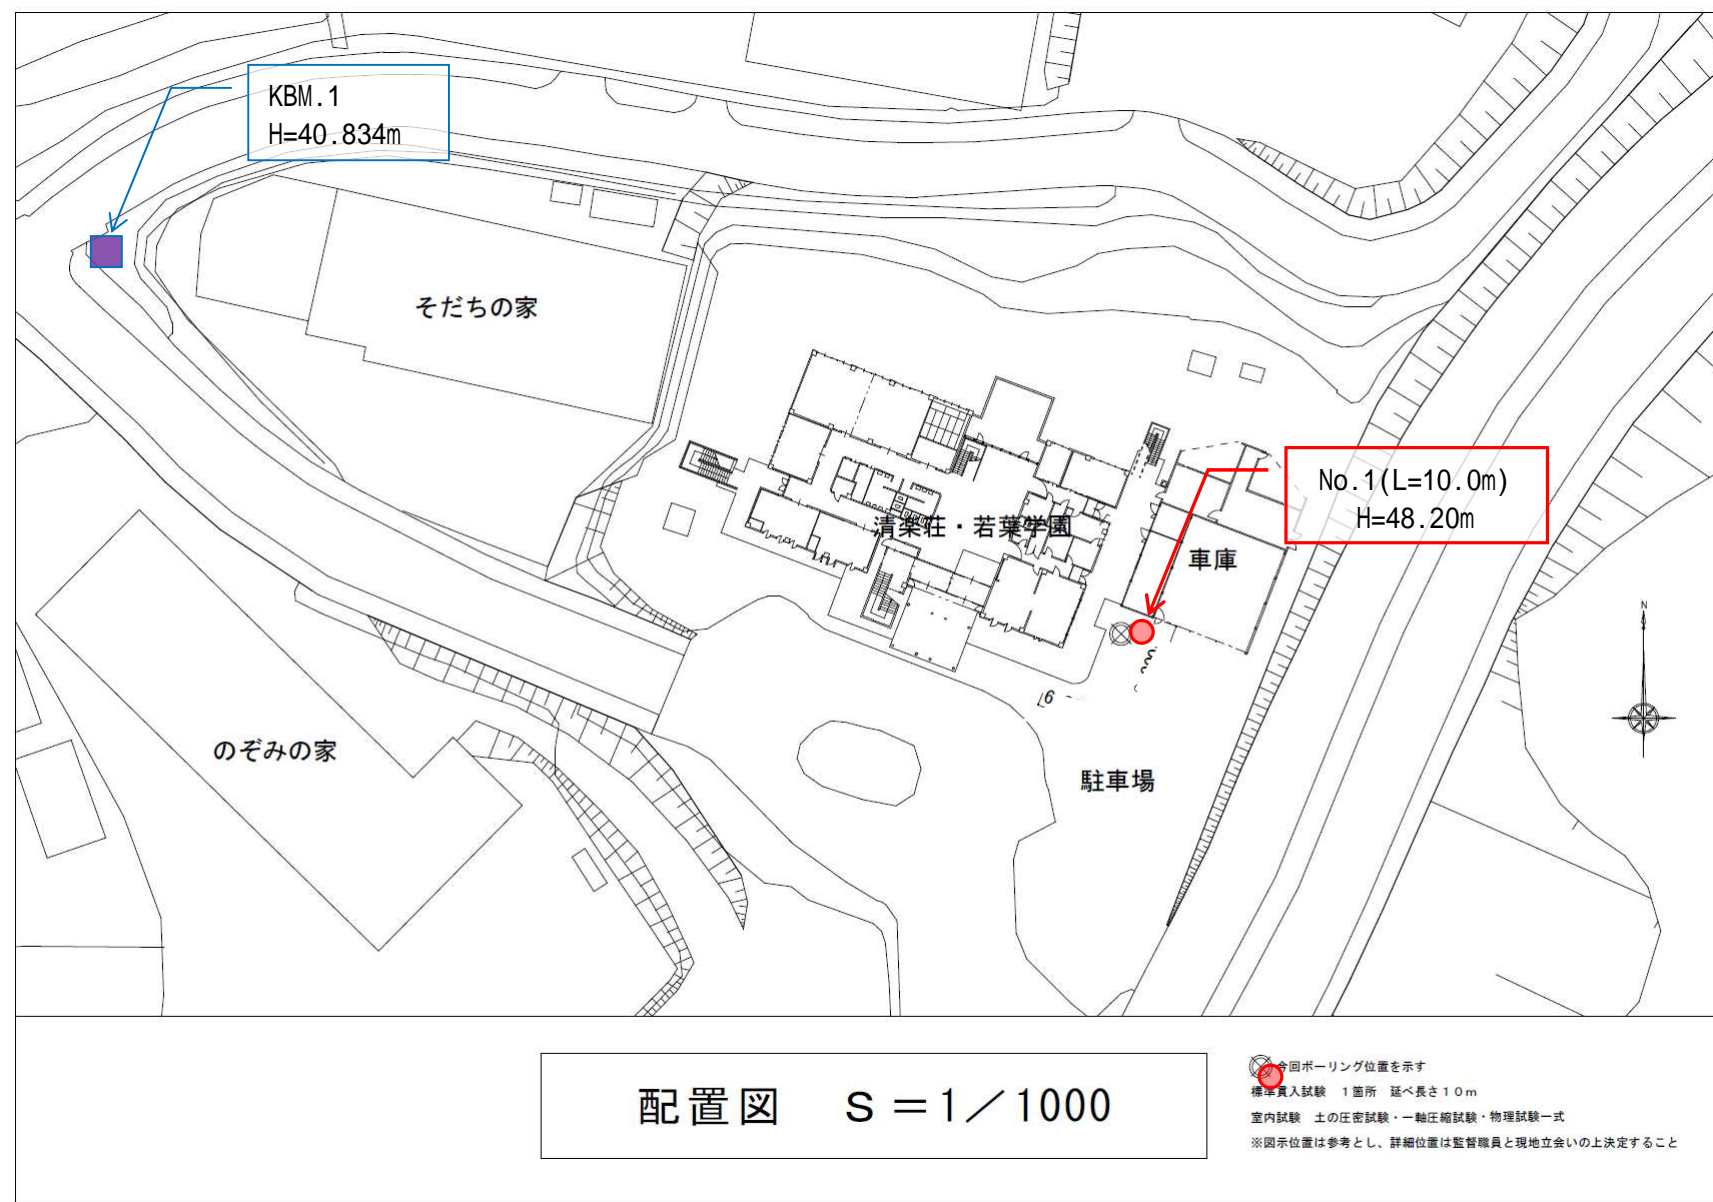 KBM.1
H=40.834m
そだちの家
No.1(L=10.0m)
H=48.20m
清楽荘・若葉学園
車庫
N
6
のぞみの家
駐車場
配置図 S=1/1000
今回ボーリング位置を示す
標準貫入試験 1箇所 延べ長さ10m
室内試験 土の圧密試験・一軸圧縮試験・物理試験一式
※図示位置は参考とし、詳細位置は監督職員と現地立会いの上決定すること